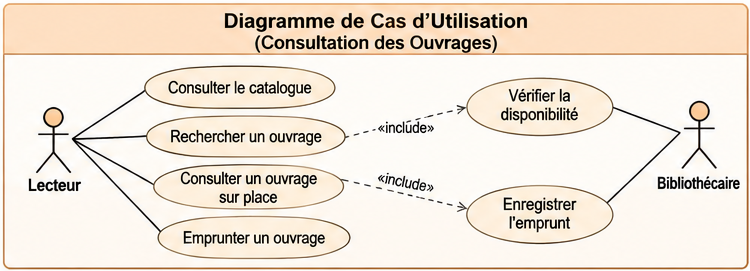 Diagramme de Cas d'Utilisation
(Consultation des Ouvrages)
Consulter le catalogue
Rechercher un ouvrage
Consulter un ouvrage
sur place
Emprunter un ouvrage
Lecteur
«include»
«include»
Vérifier la
disponibilité
Enregistrer
l'emprunt
Bibliothécaire